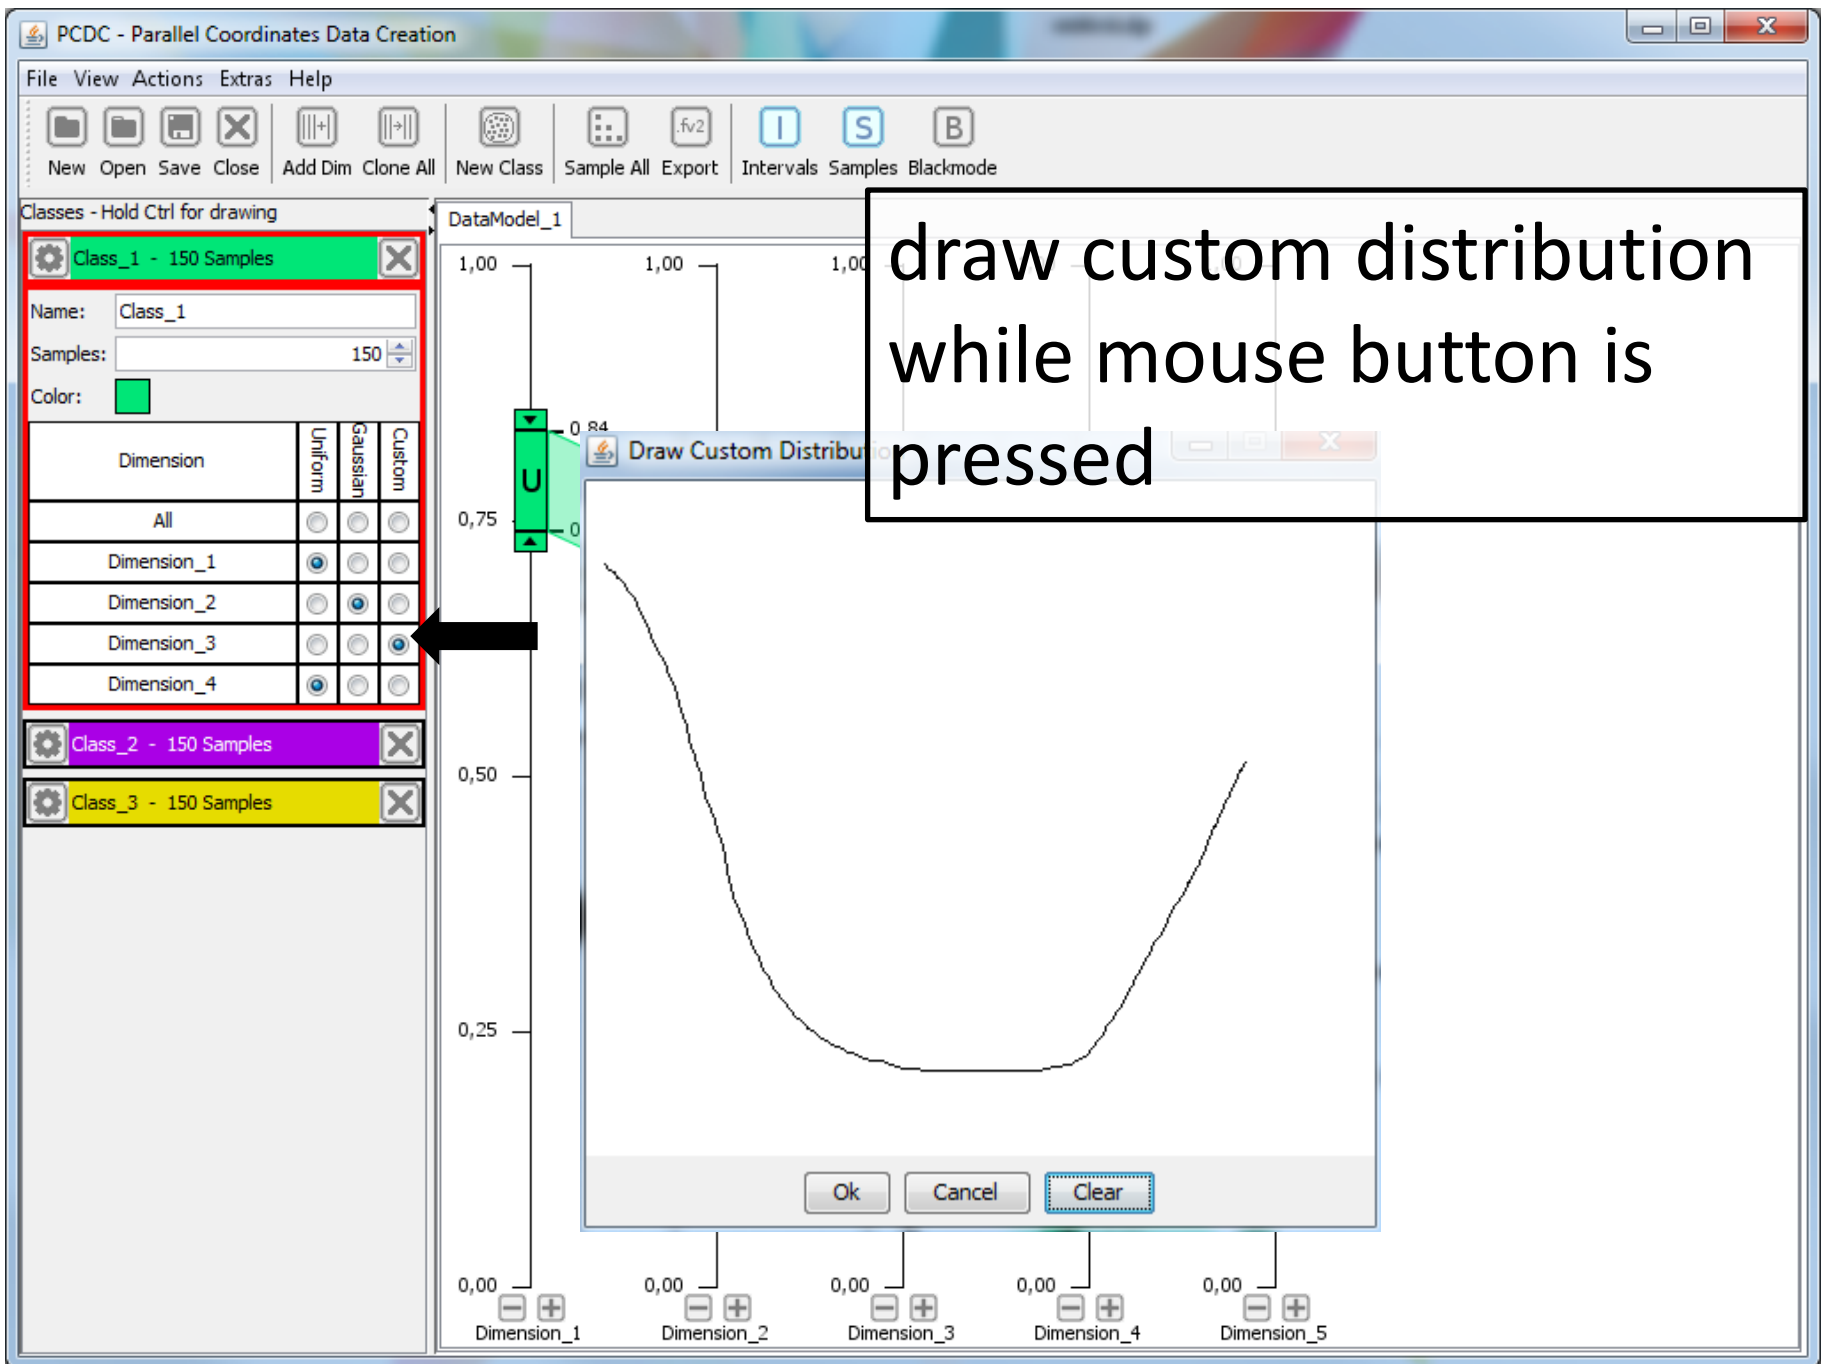 PCDC - Parallel Coordinates Data Creation
File View Actions Extras Help
New Open Save Close Add Dim Clone All New Class Sample All Export Intervals Samples Blackmode
.fv2
I
S
B
Classes - Hold Ctrl for drawing
Class_1 - 150 Samples
Name: Class_1
Samples: 150
Color:
Dimension Uniform Gaussian Custom
All
Dimension_1
Dimension_2
Dimension_3
Dimension_4
Class_2 - 150 Samples
Class_3 - 150 Samples
DataModel_1
1,00 1,00 1,00
draw custom distribution
while mouse button is
pressed
0,84
U
0,75
0,50
0,25
Draw Custom Distributio
Ok Cancel Clear
0,00 0,00 0,00 0,00 0,00
Dimension_1 Dimension_2 Dimension_3 Dimension_4 Dimension_5